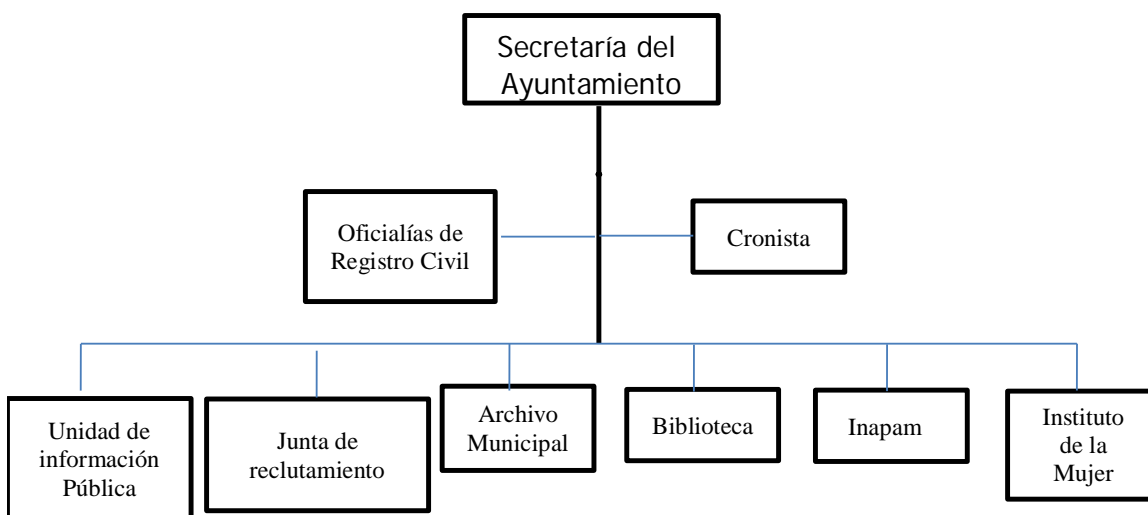 Secretaría del
Ayuntamiento
Oficialías de
Registro Civil
Cronista
Unidad de
información
Pública
Junta de
reclutamiento
Archivo
Municipal
Biblioteca
Inapam
Instituto
de la
Mujer